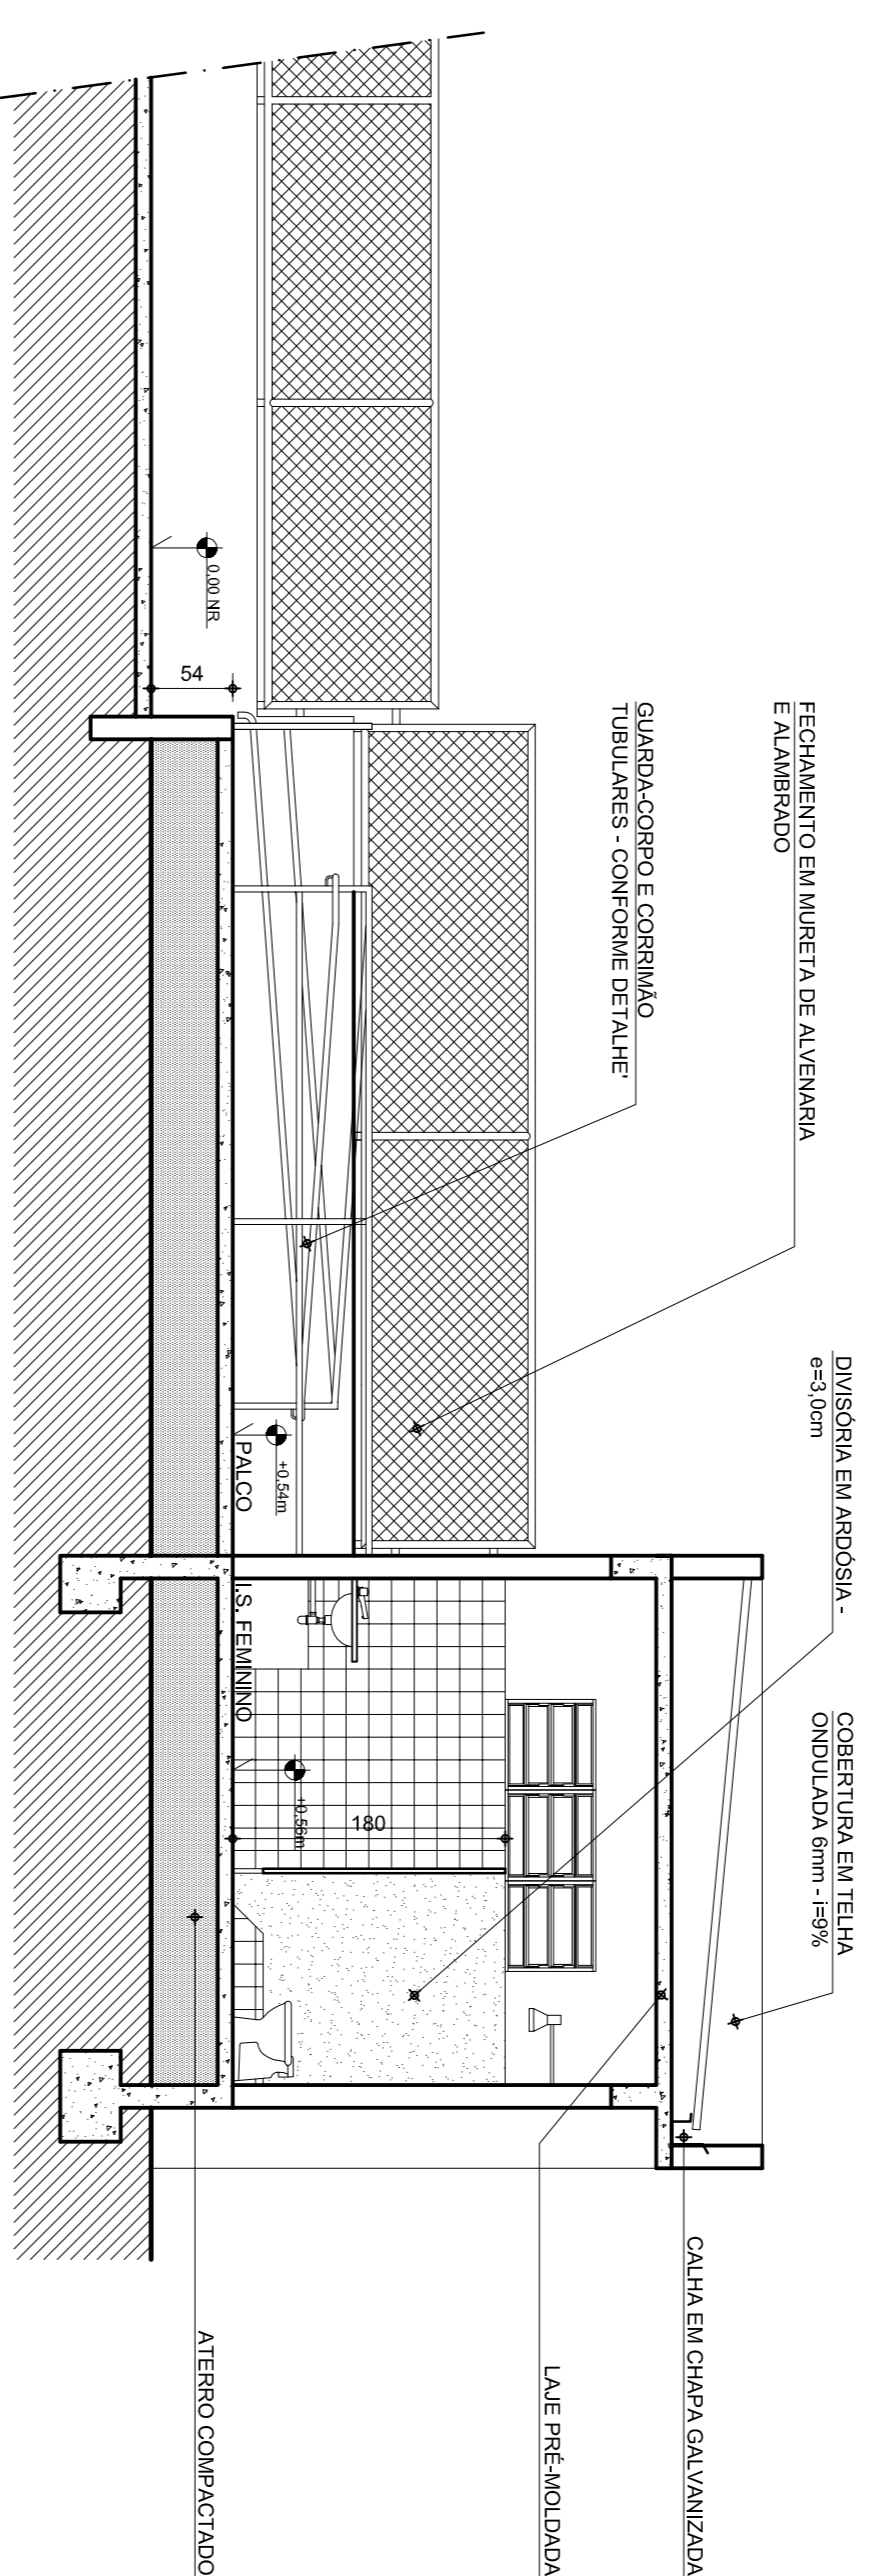 FECHAMENTO EM MURETA DE ALVENARIA
E ALAMBRADO
GUARDA-CORPO E CORRIMÃO
TUBULARES - CONFORME DETALHE'
DIVISÓRIA EM ARDÓSIA -
e=3,0cm
COBERTURA EM TELHA
ONDULADA 6mm - i=9%
CALHA EM CHAPA GALVANIZADA
LAJE PRÉ-MOLDADA
ATERRO COMPACTADO
0,00 NR
54
+0,54m
PALCO
I.S. FEMININO
+0,56m
180